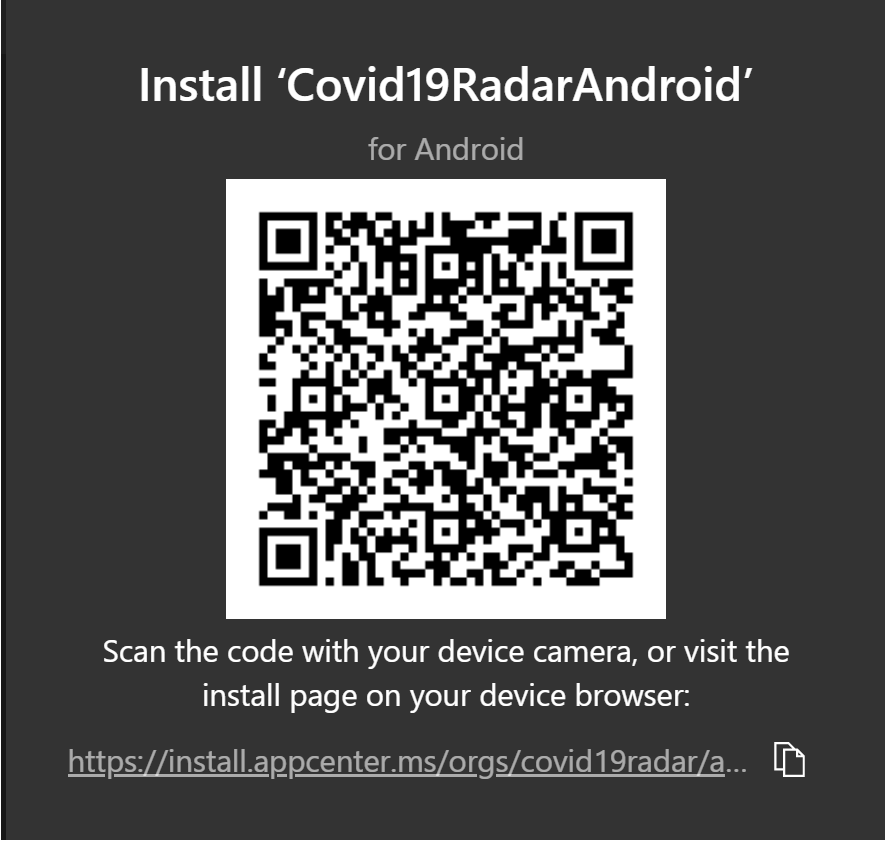 Install ‘Covid19RadarAndroid’
for Android
Scan the code with your device camera, or visit the
install page on your device browser:
https://install.appcenter.ms/orgs/covid19radar/a...